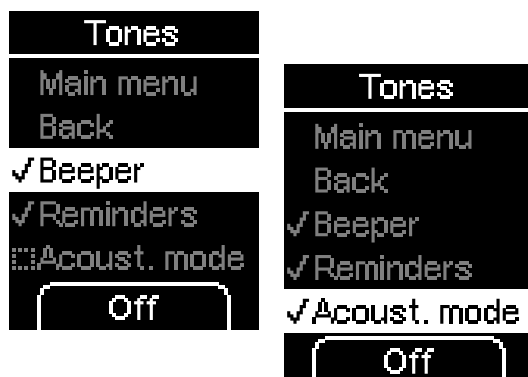 Tones
Main menu
Back
✓Beeper
✓Reminders
Acoust. mode
Off
Tones
Main menu
Back
✓Beeper
✓Reminders
✓Acoust. mode
Off